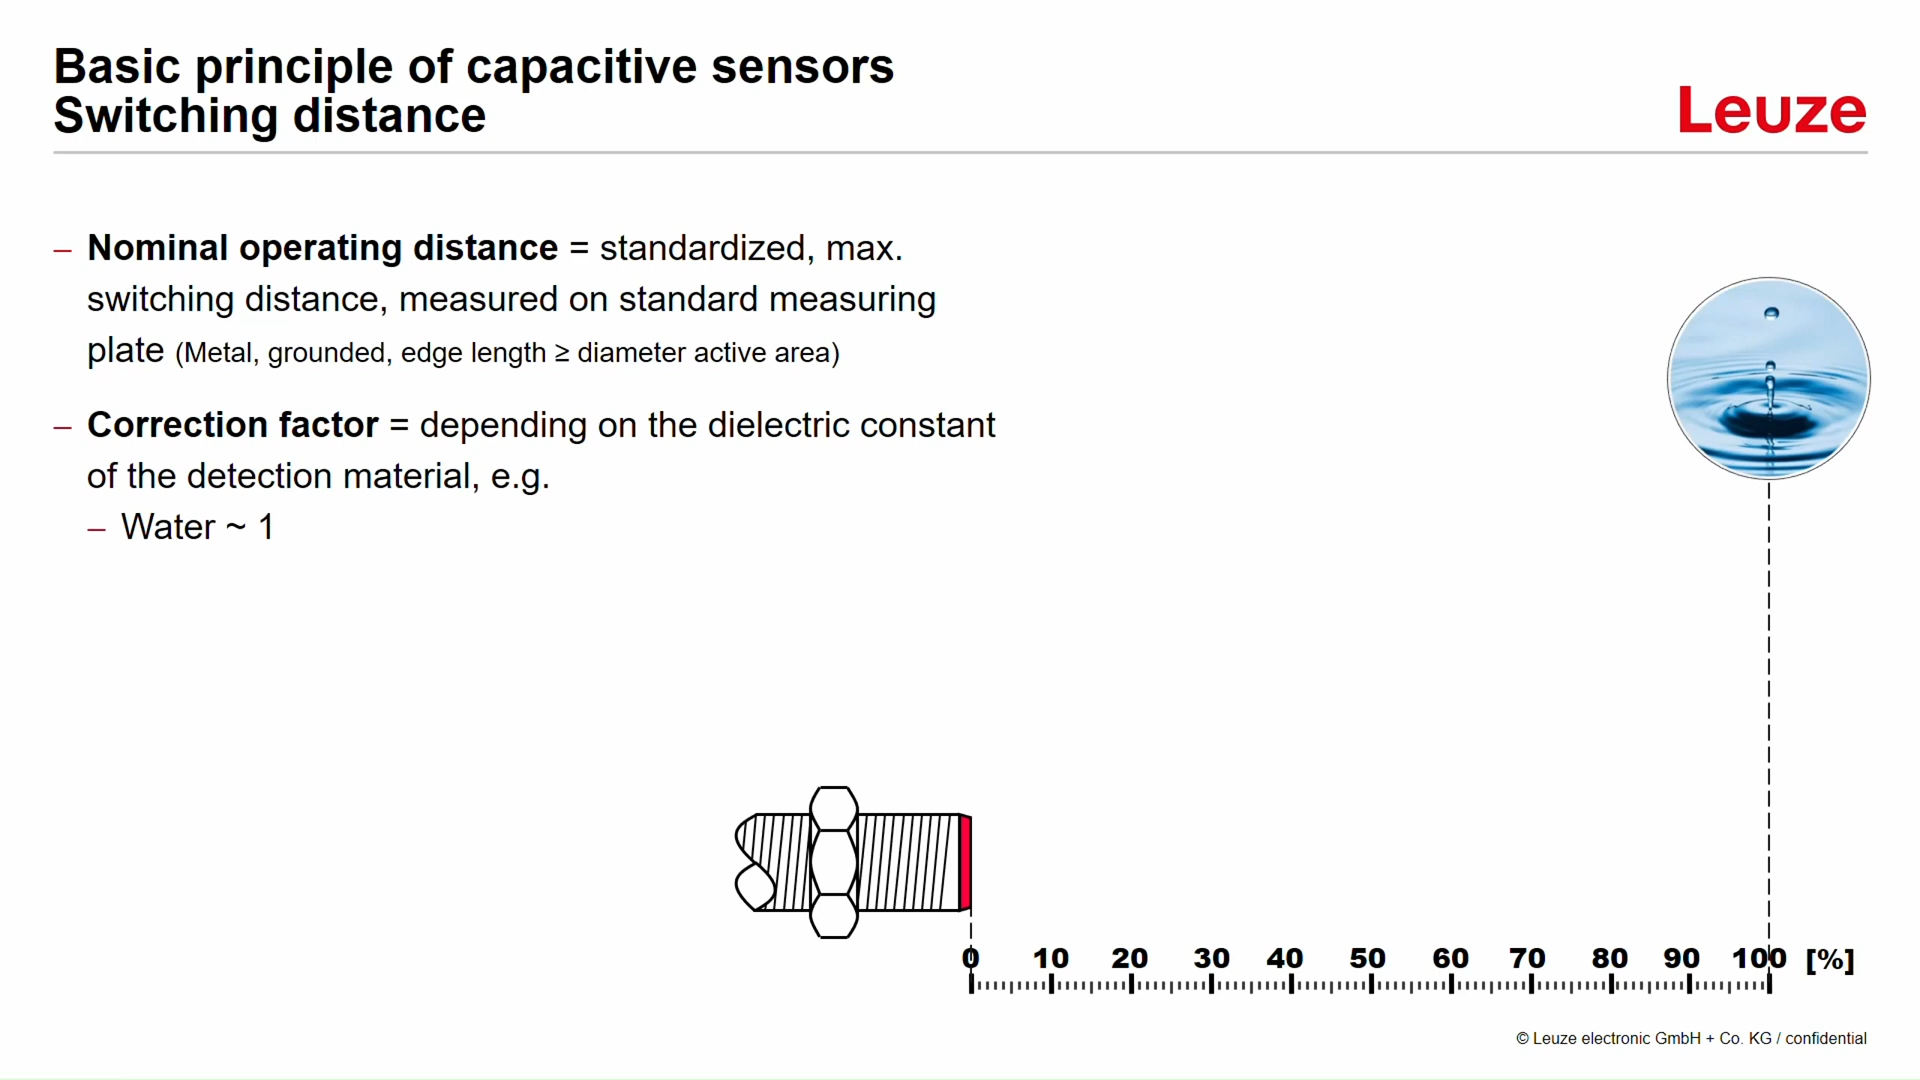 Basic principle of capacitive sensors
Switching distance
Leuze
– Nominal operating distance = standardized, max.
switching distance, measured on standard measuring
plate (Metal, grounded, edge length ≥ diameter active area)
– Correction factor = depending on the dielectric constant
of the detection material, e.g.
– Water ~ 1
0 10 20 30 40 50 60 70 80 90 100 [%]
© Leuze electronic GmbH + Co. KG / confidential